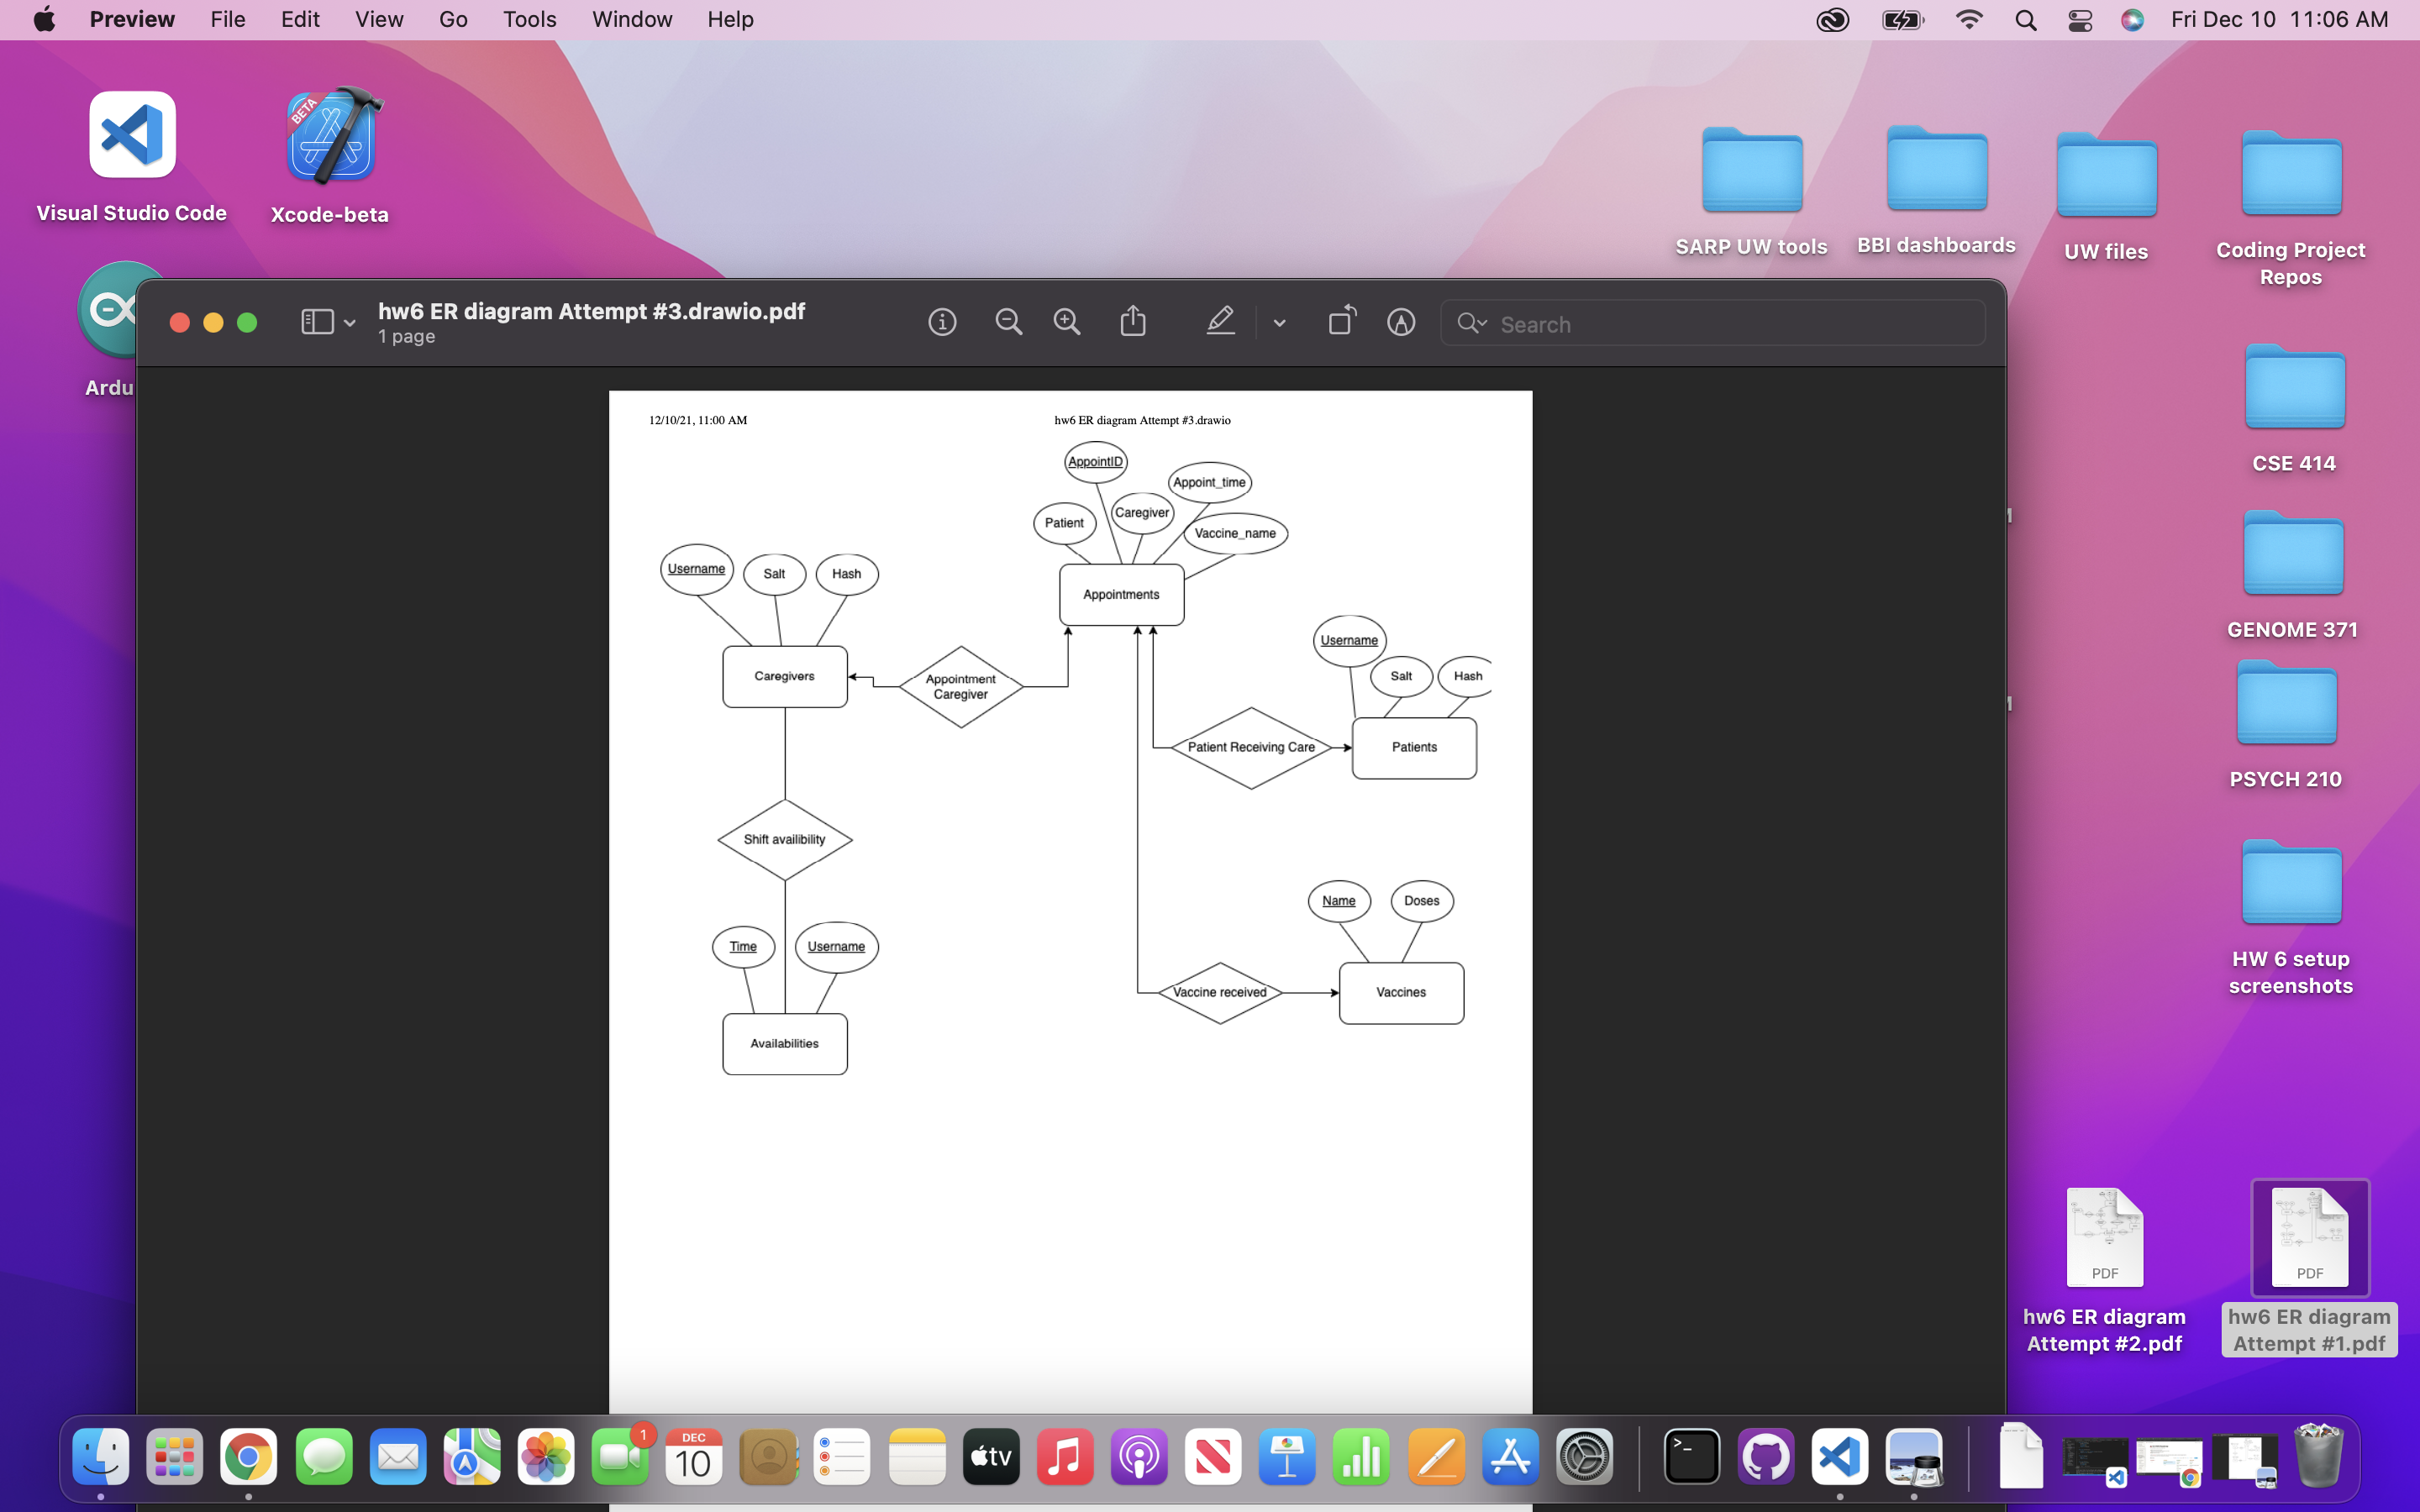 Preview File Edit View Go Tools Window Help
Fri Dec 10 11:06 AM
BETA
Visual Studio Code
Xcode-beta
SARP UW tools
BBI dashboards
UW files
Coding Project
Repos
Ardu
hw6 ER diagram Attempt #3.drawio.pdf
1 page
Search
CSE 414
GENOME 371
PSYCH 210
HW 6 setup
screenshots
PDF
hw6 ER diagram
Attempt #2.pdf
PDF
hw6 ER diagram
Attempt #1.pdf
12/10/21, 11:00 AM
hw6 ER diagram Attempt #3.drawio
AppointID
Appoint_time
Patient
Caregiver
Vaccine_name
Appointments
Username
Salt
Hash
Caregivers
Appointment
Caregiver
Username
Salt
Hash
Patient Receiving Care
Patients
Shift availibility
Time
Username
Availabilities
Name
Doses
Vaccine received
Vaccines
1
DEC
10
tv
>_